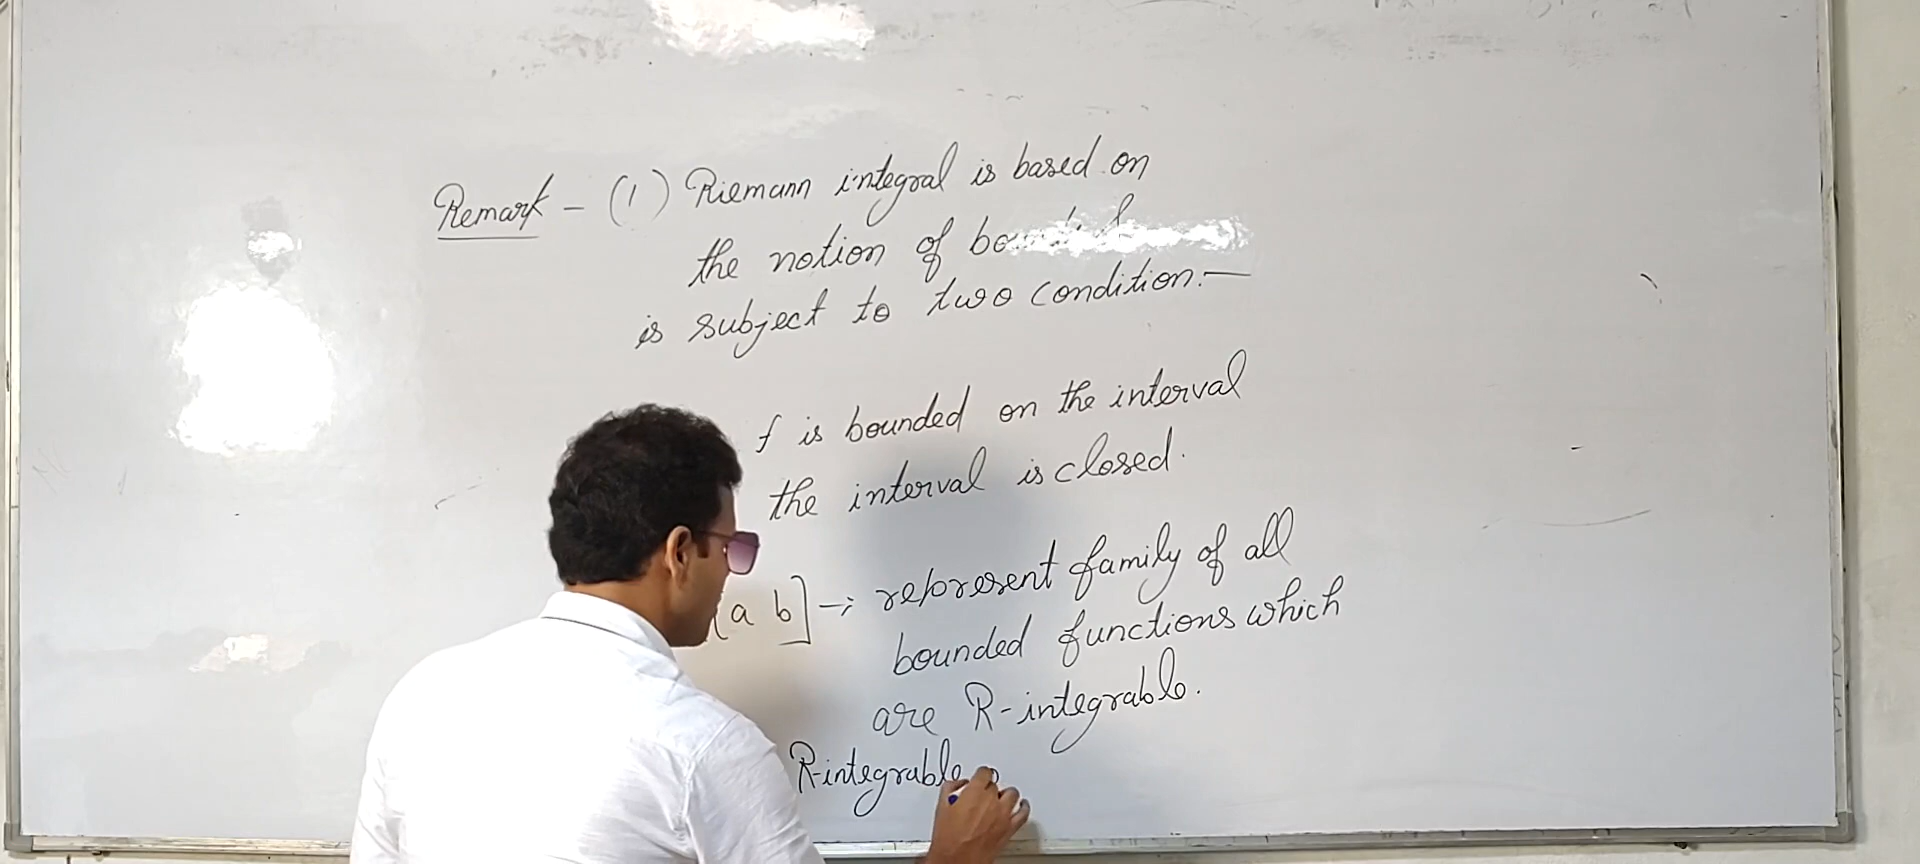 Remark - (1) Riemann integral is based on
the notion of
is subject to two condition:—
f is bounded on the interval
the interval is closed.
[a b] → represent family of all
bounded functions which
are R-integrable.
R-integrable